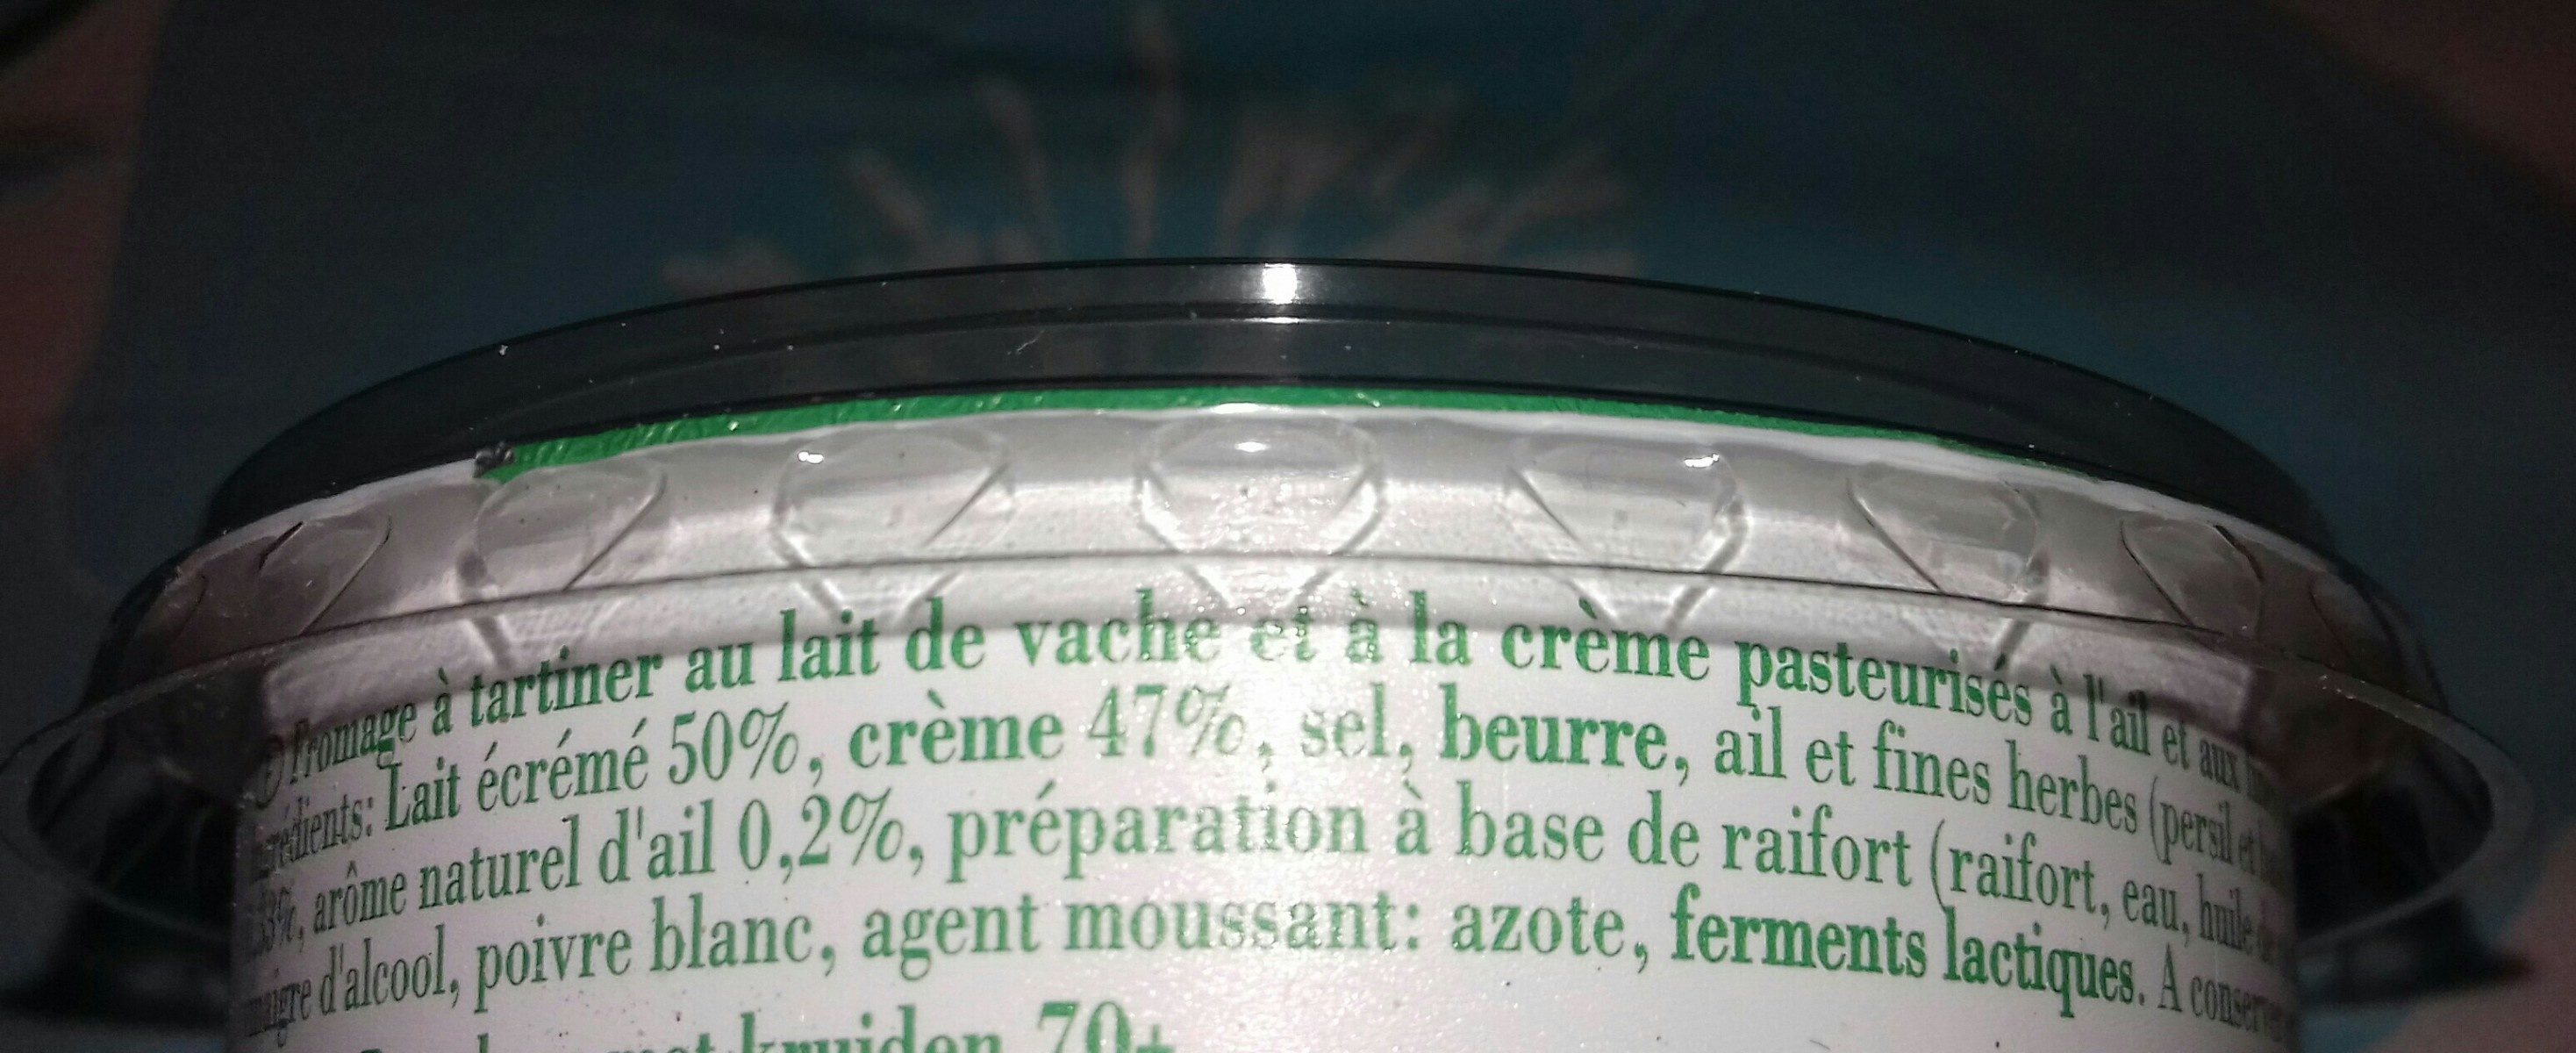 Fromage à tartiner au lait de vache et à la crème pasteurisés à l'ail et aux
Ingrédients: Lait écrémé 50%, crème 47%, sel, beurre, ail et fines herbes (persil et
arôme naturel d'ail 0,2%, préparation à base de raifort (raifort, eau, huile
d'alcool, poivre blanc, agent moussant: azote, ferments lactiques. A conserver
met kruiden 70+